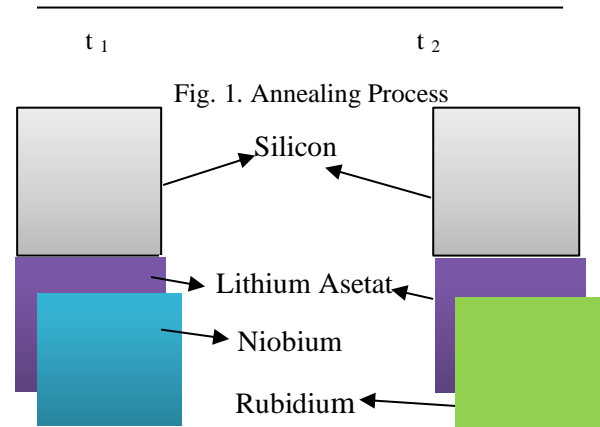 t 1 t 2
Fig. 1. Annealing Process
Silicon
Lithium Asetat
Niobium
Rubidium